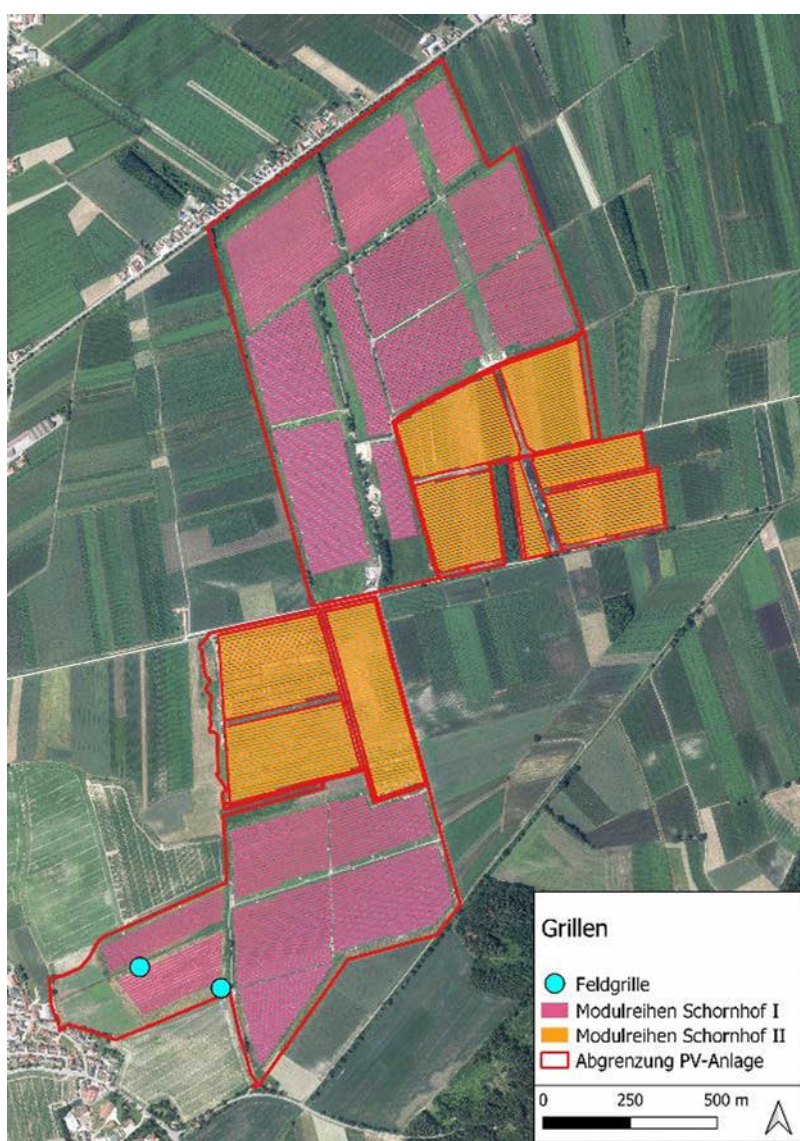 Grillen
Feldgrille
Modulreihen Schornhof I
Modulreihen Schornhof II
Abgrenzung PV-Anlage
0 250 500 m